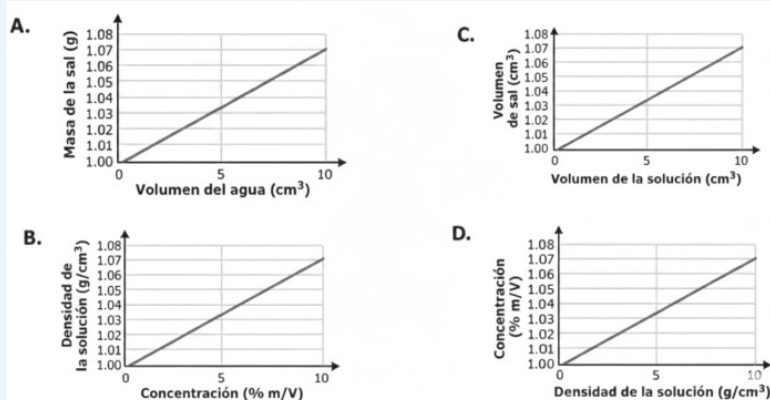 A.
Masa de la sal (g)
1.08
1.07
1.06
1.05
1.04
1.03
1.02
1.01
1.00
0 5 10
Volumen del agua (cm³)
C.
Volumen
de sal (cm³)
1.08
1.07
1.06
1.05
1.04
1.03
1.02
1.01
1.00
0 5 10
Volumen de la solución (cm³)
B.
Densidad de
la solución (g/cm³)
1.08
1.07
1.06
1.05
1.04
1.03
1.02
1.01
1.00
0 5 10
Concentración (% m/V)
D.
Concentración
(% m/V)
1.08
1.07
1.06
1.05
1.04
1.03
1.02
1.01
1.00
0 5 10
Densidad de la solución (g/cm³)